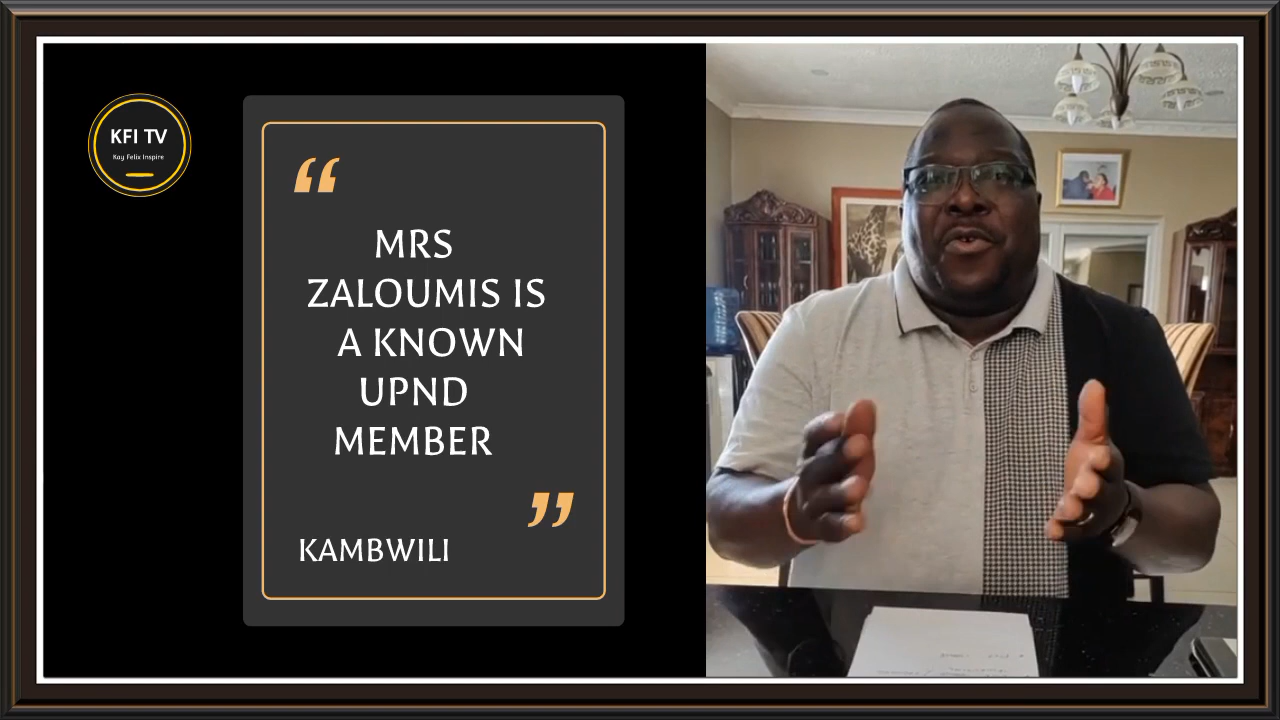 KFI TV
Kay Felix Inspire
“
MRS
ZALOUMIS IS
A KNOWN
UPND
MEMBER
”
KAMBWILI